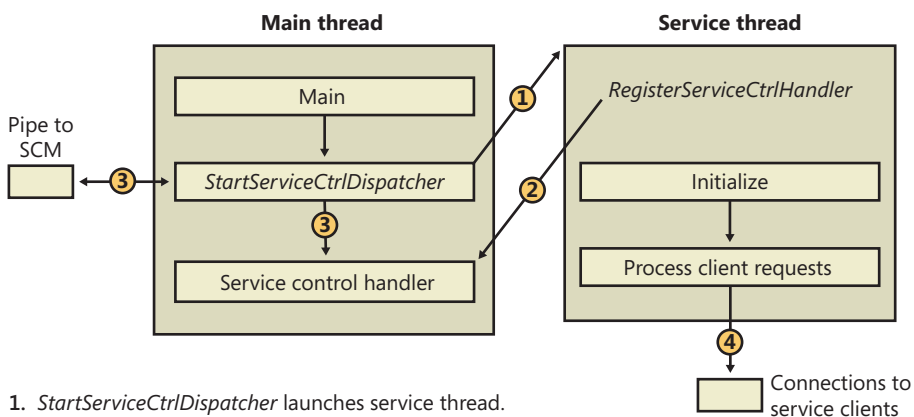 Main thread
Service thread
Main
1
RegisterServiceCtrlHandler
Pipe to
SCM
3
StartServiceCtrlDispatcher
2
Initialize
3
Service control handler
Process client requests
4
Connections to
service clients
1. StartServiceCtrlDispatcher launches service thread.